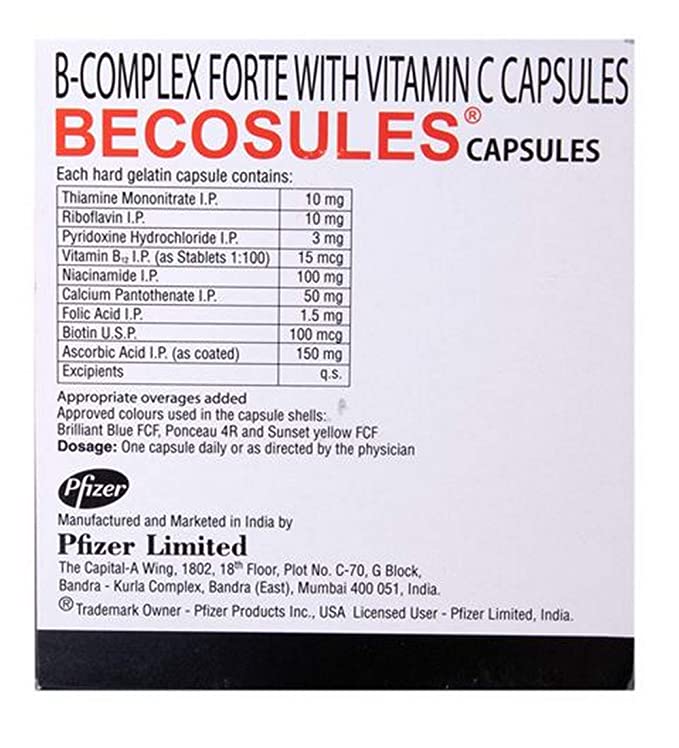 B-COMPLEX FORTE WITH VITAMIN C CAPSULES
BECOSULES® CAPSULES
Each hard gelatin capsule contains:
Thiamine Mononitrate I.P. 10 mg
Riboflavin I.P. 10 mg
Pyridoxine Hydrochloride I.P. 3 mg
Vitamin B₁₂ I.P. (as Stablets 1:100) 15 mcg
Niacinamide I.P. 100 mg
Calcium Pantothenate I.P. 50 mg
Folic Acid I.P. 1.5 mg
Biotin U.S.P. 100 mcg
Ascorbic Acid I.P. (as coated) 150 mg
Excipients q.s.
Appropriate overages added
Approved colours used in the capsule shells:
Brilliant Blue FCF, Ponceau 4R and Sunset yellow FCF
Dosage: One capsule daily or as directed by the physician
Pfizer
Manufactured and Marketed in India by
Pfizer Limited
The Capital-A Wing, 1802, 18th Floor, Plot No. C-70, G Block,
Bandra - Kurla Complex, Bandra (East), Mumbai 400 051, India.
® Trademark Owner - Pfizer Products Inc., USA Licensed User - Pfizer Limited, India.